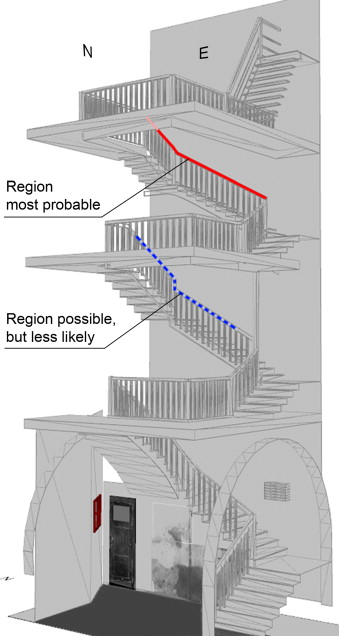 N
E
Region
most probable
Region possible,
but less likely